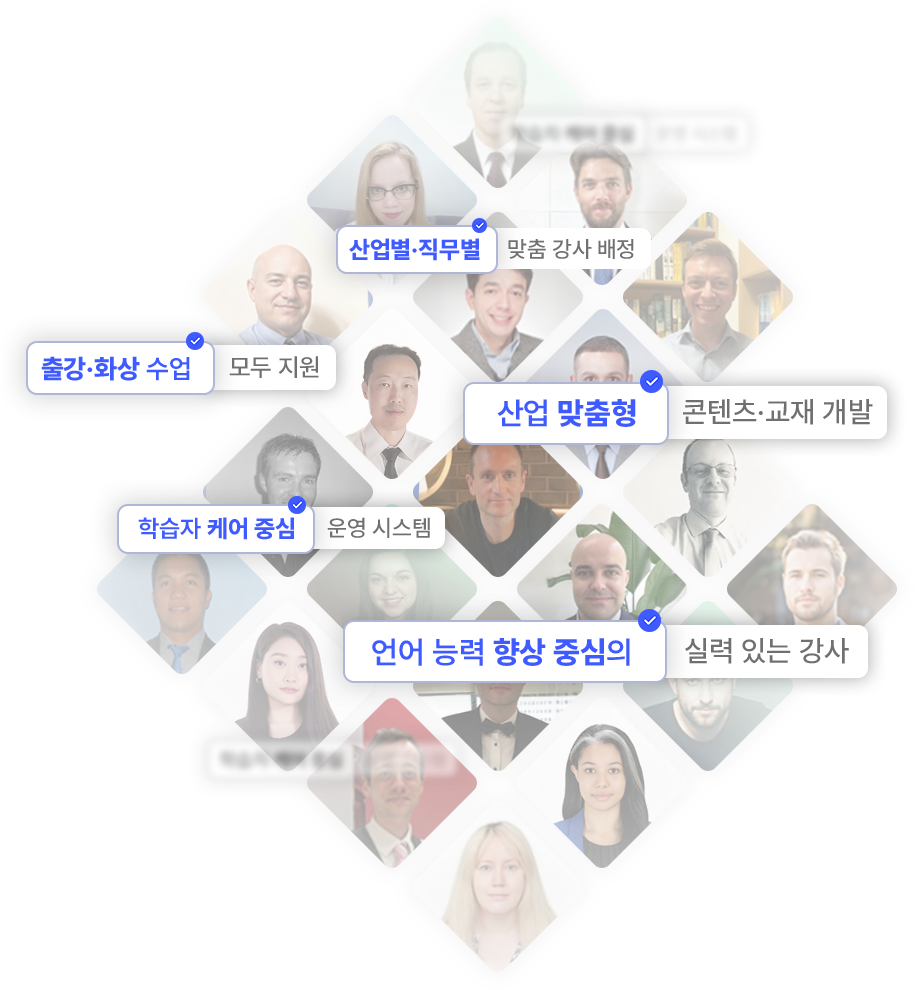 산업별·직무별 맞춤 강사 배정
출강·화상 수업 모두 지원
산업 맞춤형 콘텐츠·교재 개발
학습자 케어 중심 운영 시스템
언어 능력 향상 중심의 실력 있는 강사